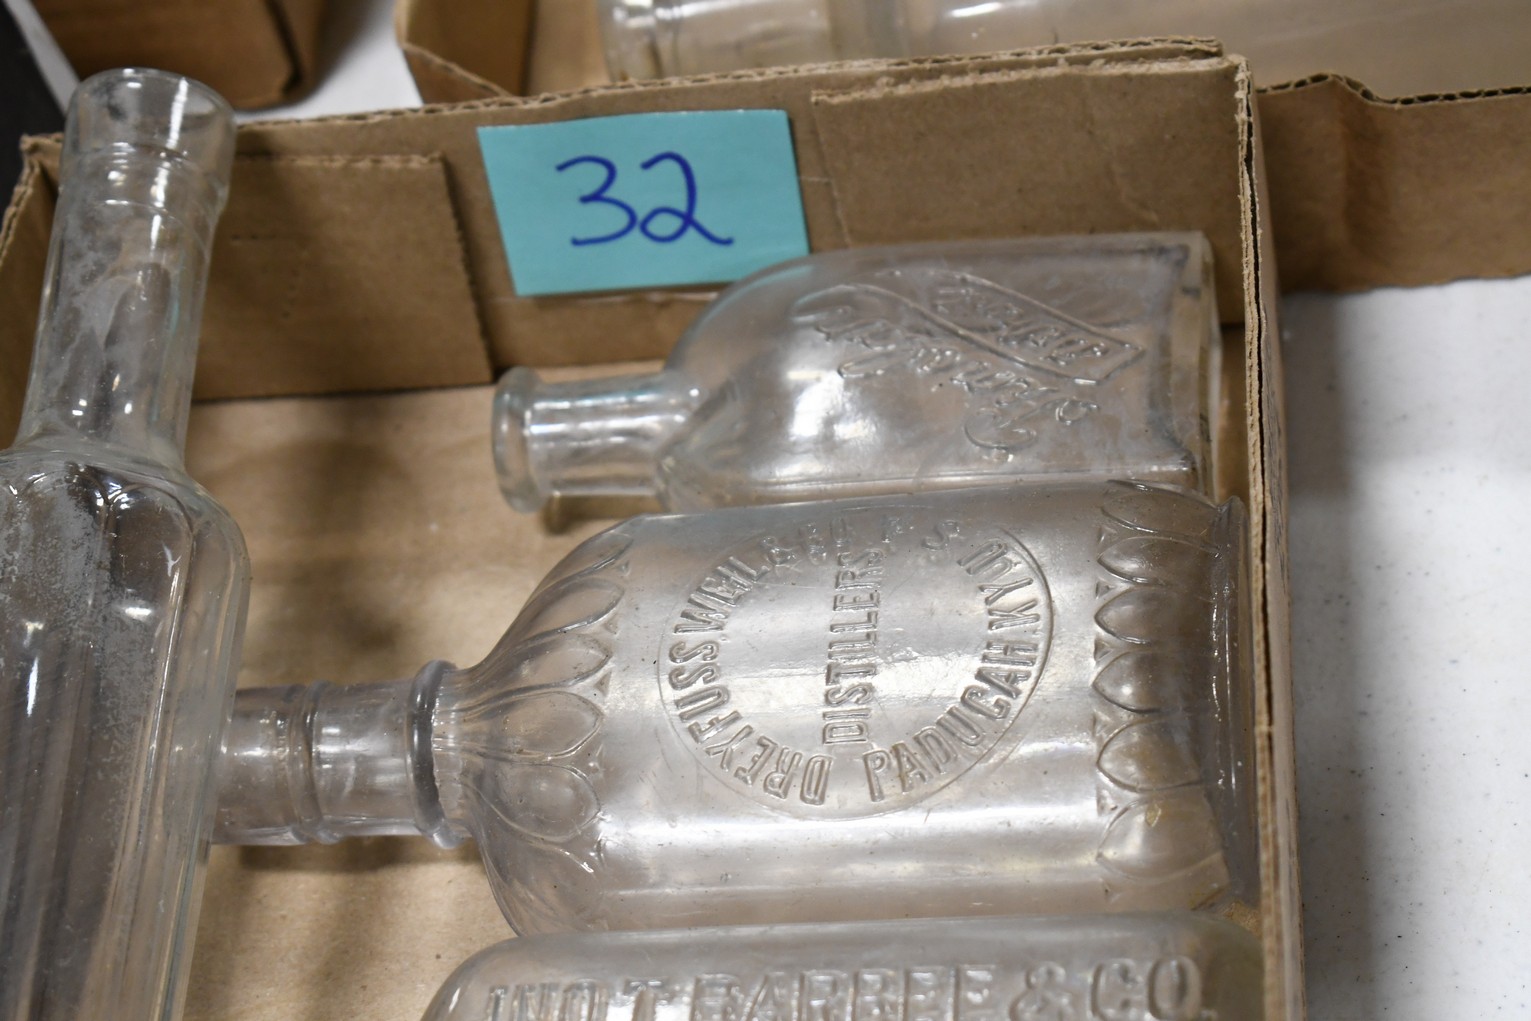 32
DREYFUSS, WEIL & CO
DISTILLERS,
PADUCAH, KY. U.
JNO. T. BARBEE & CO.